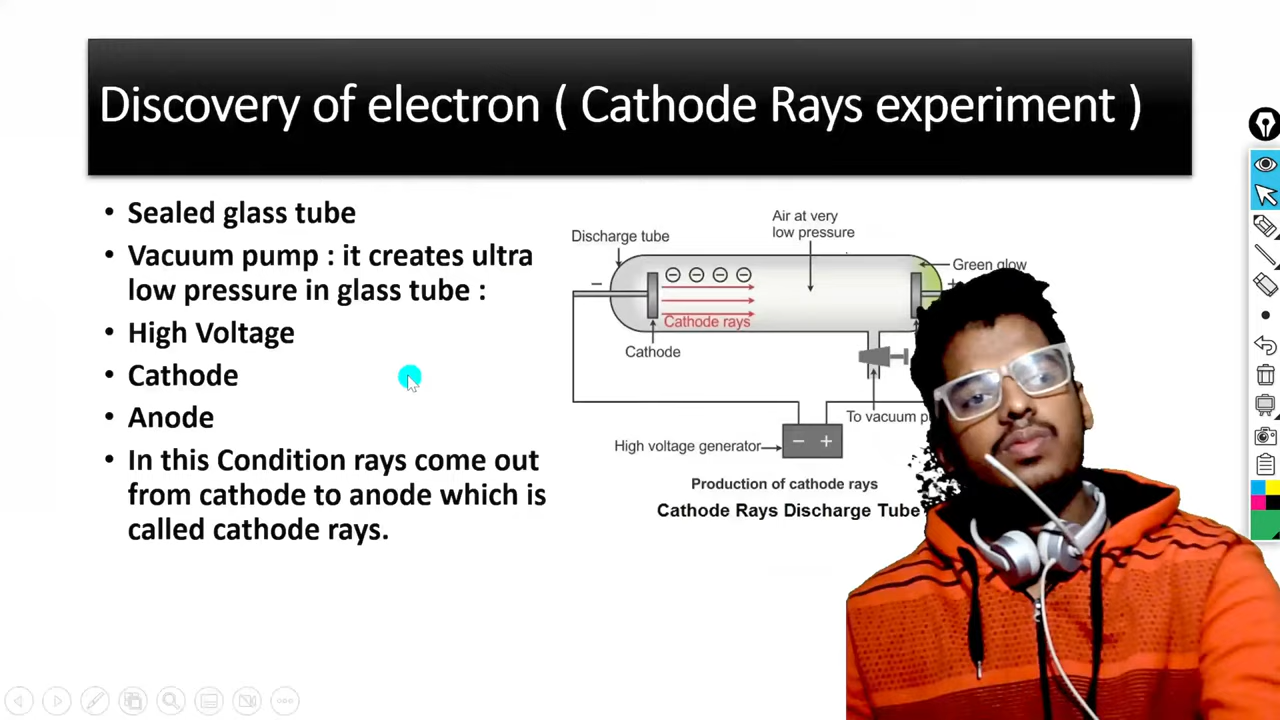 Discovery of electron ( Cathode Rays experiment )
• Sealed glass tube
• Vacuum pump : it creates ultra
low pressure in glass tube :
• High Voltage
• Cathode
• Anode
• In this Condition rays come out
from cathode to anode which is
called cathode rays.
Air at very
low pressure
Discharge tube
Green glow
−
+
Cathode rays
Cathode
To vacuum
High voltage generator
− +
Production of cathode rays
Cathode Rays Discharge Tube